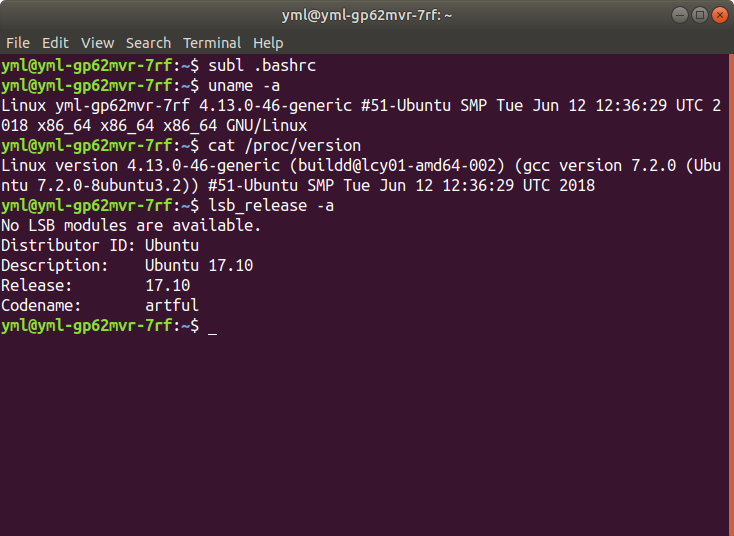 yml@yml-gp62mvr-7rf: ~
File Edit View Search Terminal Help
yml@yml-gp62mvr-7rf:~$ subl .bashrc
yml@yml-gp62mvr-7rf:~$ uname -a
Linux yml-gp62mvr-7rf 4.13.0-46-generic #51-Ubuntu SMP Tue Jun 12 12:36:29 UTC 2
018 x86_64 x86_64 x86_64 GNU/Linux
yml@yml-gp62mvr-7rf:~$ cat /proc/version
Linux version 4.13.0-46-generic (buildd@lcy01-amd64-002) (gcc version 7.2.0 (Ubu
ntu 7.2.0-8ubuntu3.2)) #51-Ubuntu SMP Tue Jun 12 12:36:29 UTC 2018
yml@yml-gp62mvr-7rf:~$ lsb_release -a
No LSB modules are available.
Distributor ID: Ubuntu
Description:    Ubuntu 17.10
Release:        17.10
Codename:       artful
yml@yml-gp62mvr-7rf:~$ _